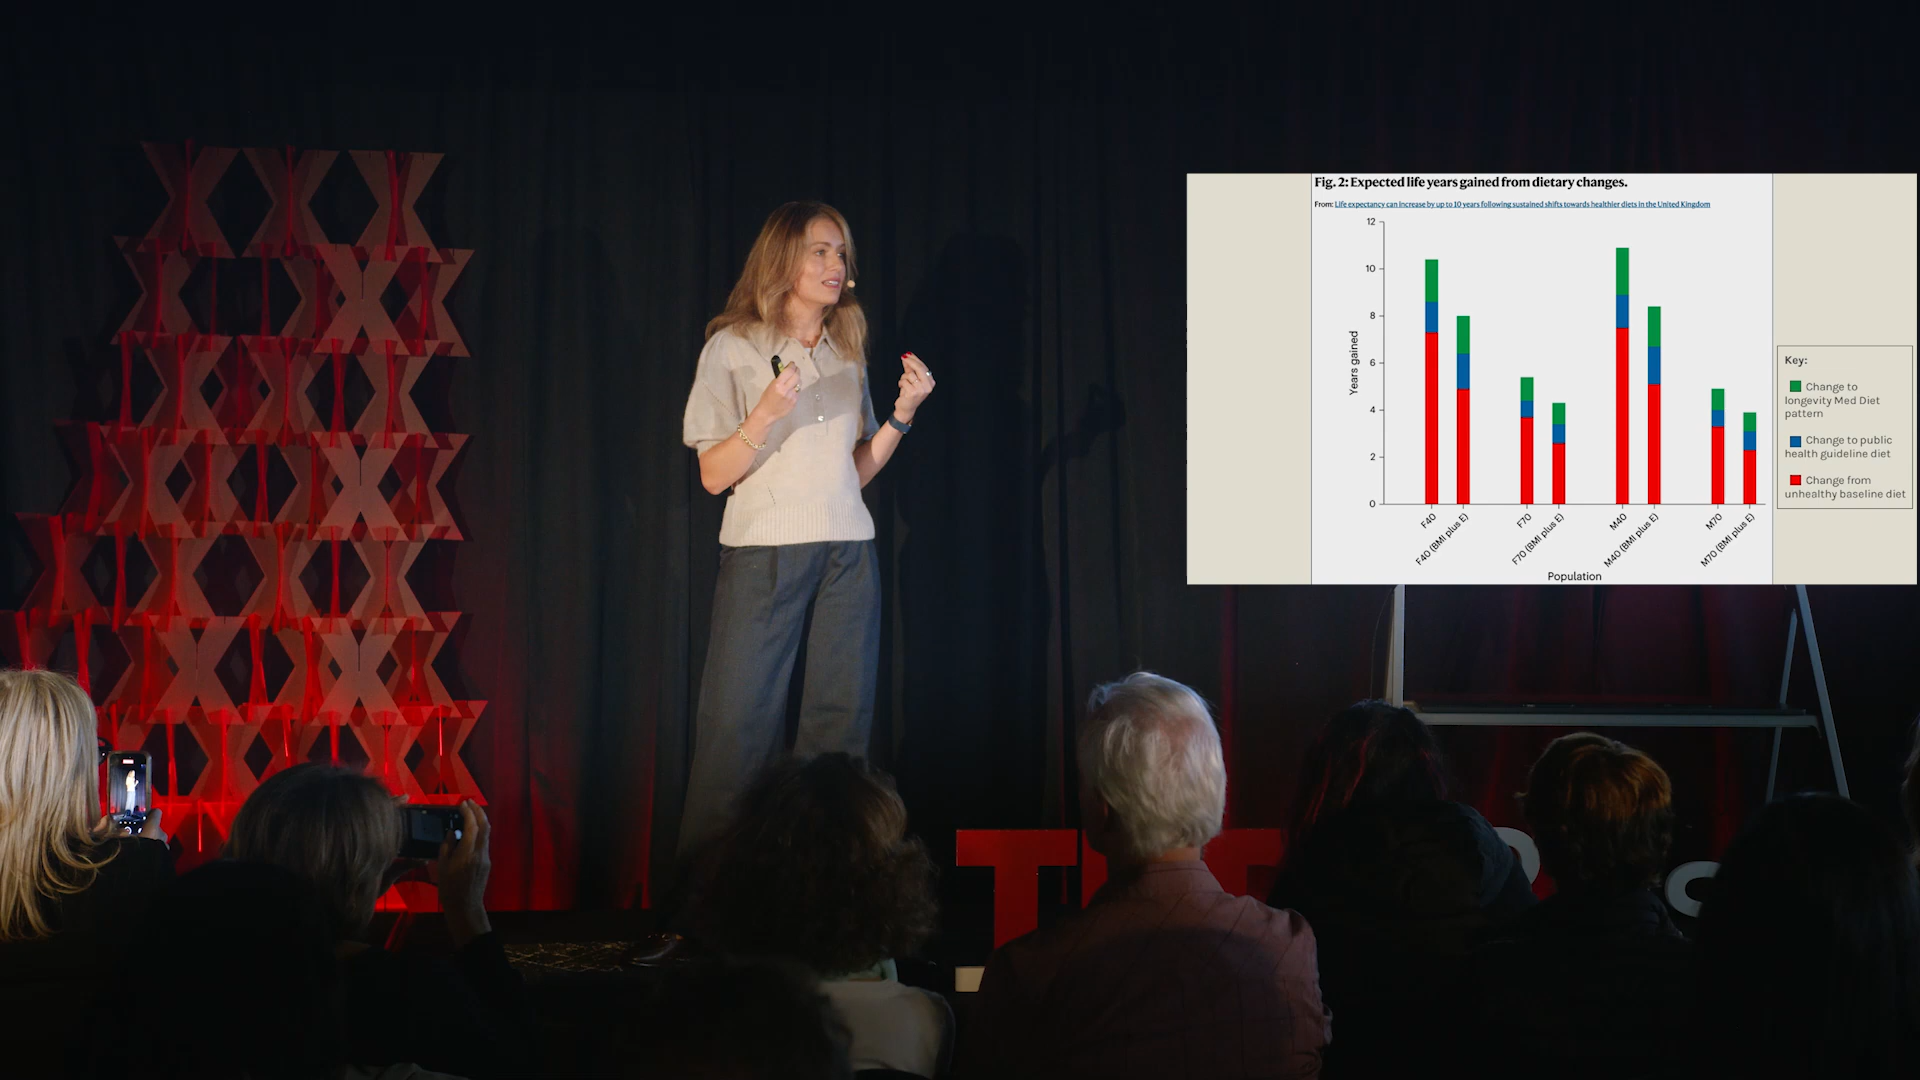 Fig. 2: Expected life years gained from dietary changes.
From: Life expectancy can increase by up to 10 years following sustained shifts towards healthier diets in the United Kingdom
12
10
8
6
4
2
0
Years gained
F40
F40 (BMI plus E)
F70
F70 (BMI plus E)
M40
M40 (BMI plus E)
M70
M70 (BMI plus E)
Population
Key:
Change to
longevity Med Diet
pattern
Change to public
health guideline diet
Change from
unhealthy baseline diet